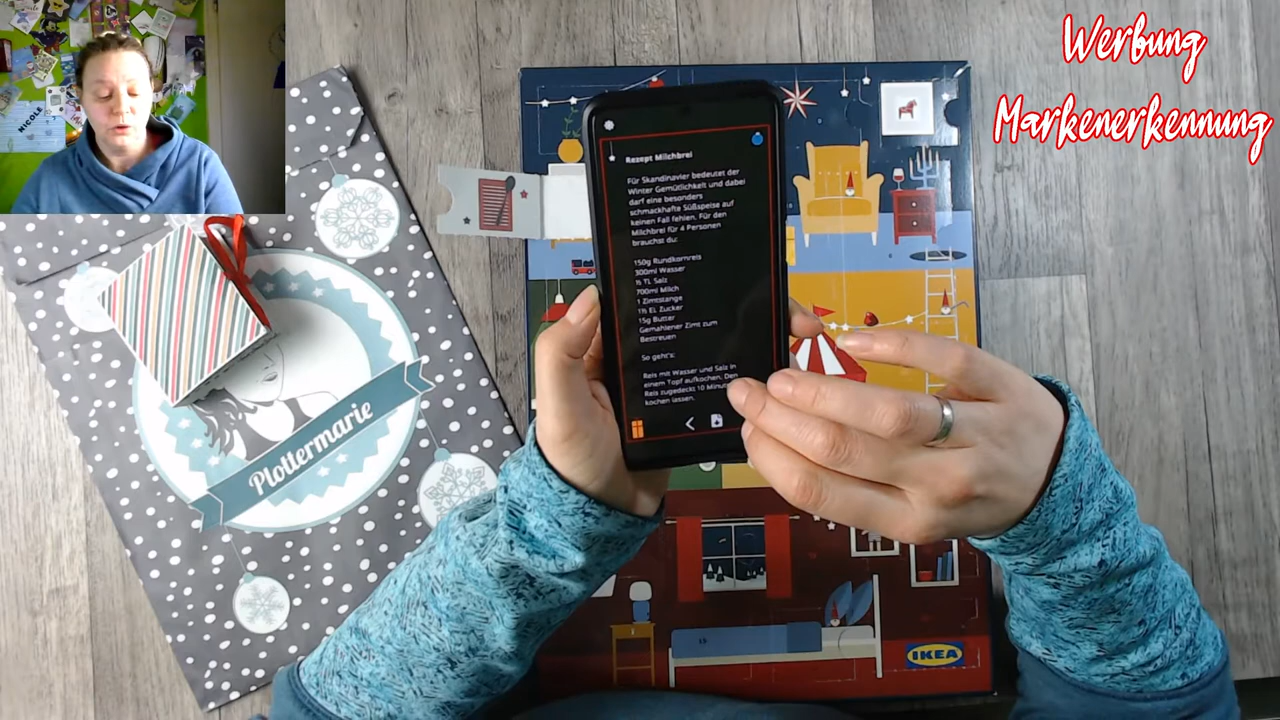 Werbung
Markenerkennung
NICOLE
Rezept Milchbrei
Für Skandinavier bedeutet der
Winter Gemütlichkeit und dabei
darf eine besonders
schmackhafte Süßspeise auf
keinen Fall fehlen. Für den
Milchbrei für 4 Personen
brauchst du:
150g Rundkornreis
300ml Wasser
½ TL Salz
700ml Milch
1 Zimtstange
1½ EL Zucker
15g Butter
Gemahlener Zimt zum
Bestreuen
So geht's:
Reis mit Wasser und Salz in
einem Topf aufkochen. Den
Reis zugedeckt 10 Minuten
kochen lassen.
Plottermarie
IKEA